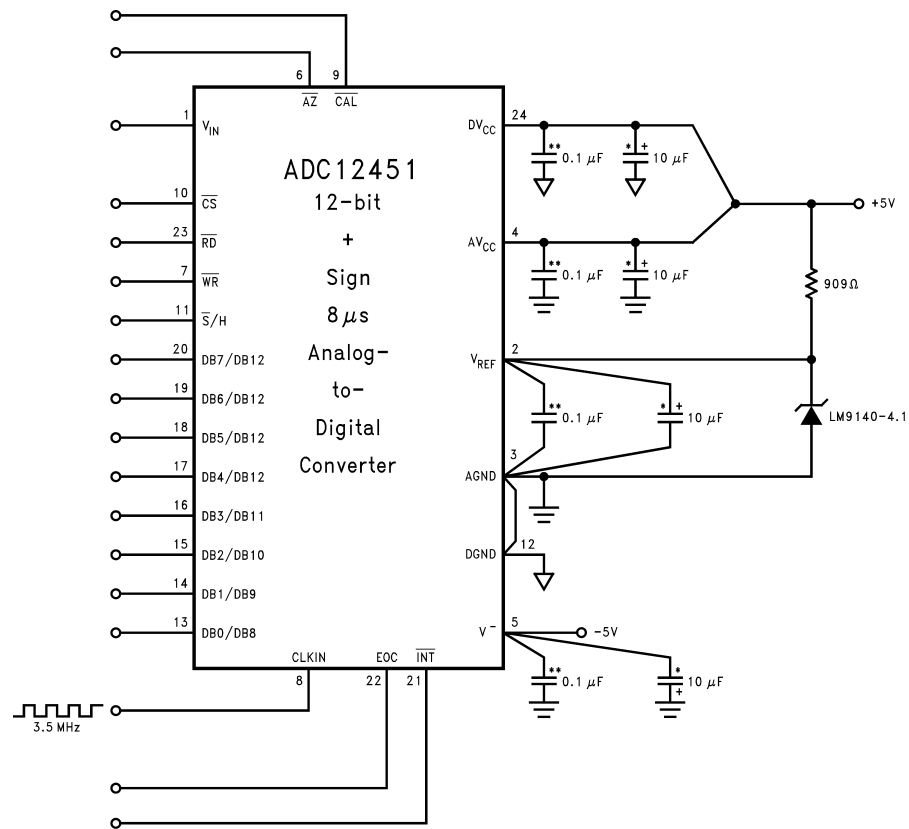 6
9
AZ
CAL
1
V_IN
DV_CC
24
** 0.1 μF
* + 10 μF
ADC12451
12-bit
+
Sign
8 μs
Analog-
to-
Digital
Converter
10
CS
+5V
23
RD
AV_CC
4
** 0.1 μF
* + 10 μF
7
WR
909Ω
11
S/H
20
DB7/DB12
V_REF
2
19
DB6/DB12
** 0.1 μF
* + 10 μF
LM9140-4.1
18
DB5/DB12
17
DB4/DB12
AGND
3
16
DB3/DB11
15
DB2/DB10
DGND
12
14
DB1/DB9
13
DB0/DB8
V-
5
-5V
** 0.1 μF
* 10 μF +
CLKIN
EOC
INT
8
22
21
3.5 MHz